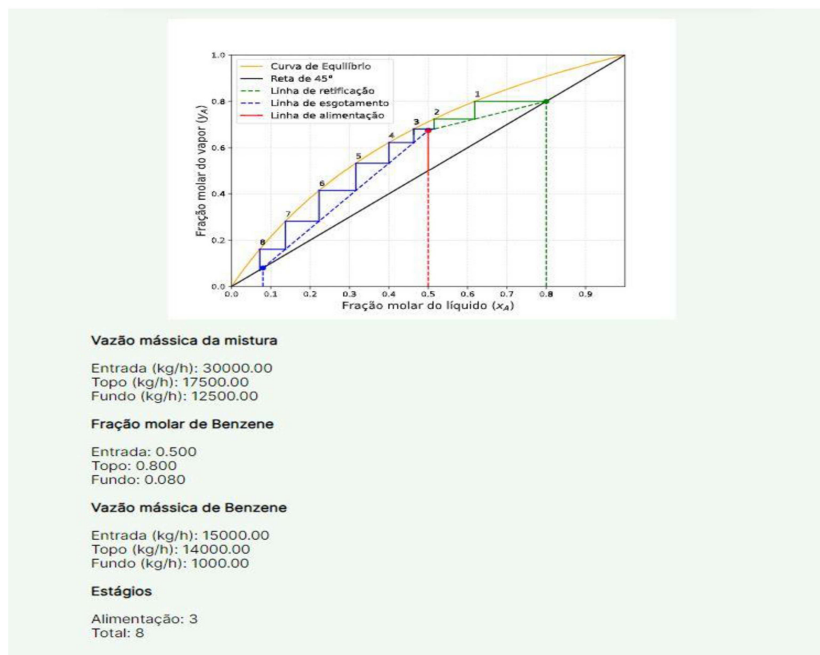 1.0
0.8
0.6
0.4
0.2
0.0
Fração molar do vapor (yA)
Curva de Equilíbrio
Reta de 45°
Linha de retificação
Linha de esgotamento
Linha de alimentação
1
2
3
4
5
6
7
8
0.0 0.1 0.2 0.3 0.4 0.5 0.6 0.7 0.8 0.9
Fração molar do líquido (xA)
Vazão mássica da mistura
Entrada (kg/h): 30000.00
Topo (kg/h): 17500.00
Fundo (kg/h): 12500.00
Fração molar de Benzene
Entrada: 0.500
Topo: 0.800
Fundo: 0.080
Vazão mássica de Benzene
Entrada (kg/h): 15000.00
Topo (kg/h): 14000.00
Fundo (kg/h): 1000.00
Estágios
Alimentação: 3
Total: 8